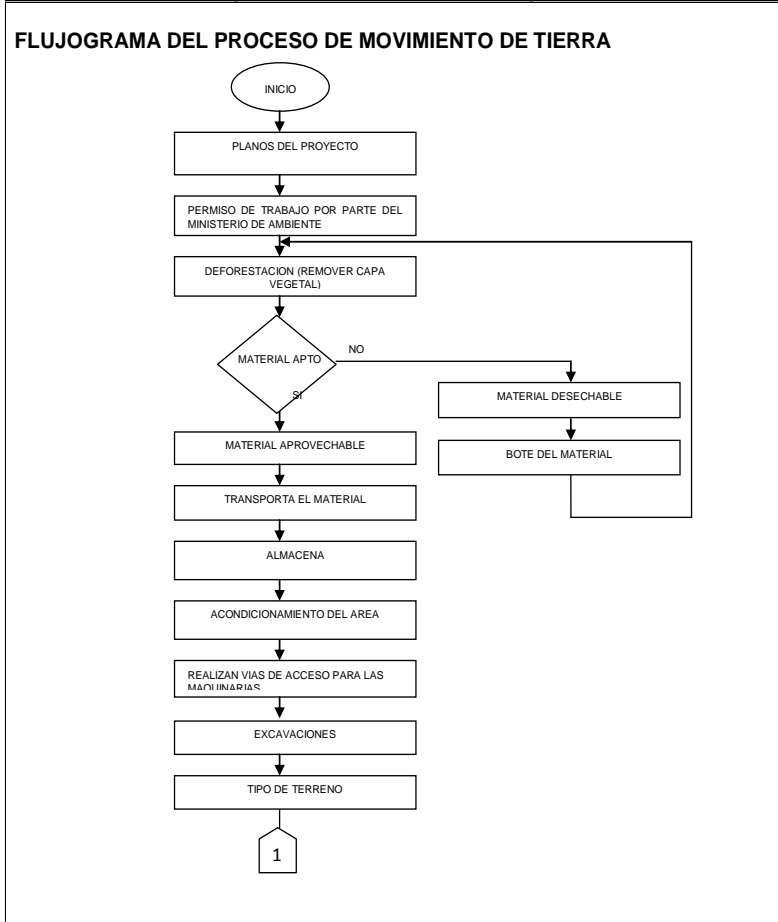 FLUJOGRAMA DEL PROCESO DE MOVIMIENTO DE TIERRA
INICIO
PLANOS DEL PROYECTO
PERMISO DE TRABAJO POR PARTE DEL
MINISTERIO DE AMBIENTE
DEFORESTACION (REMOVER CAPA
VEGETAL)
MATERIAL APTO
NO
SI
MATERIAL DESECHABLE
BOTE DEL MATERIAL
MATERIAL APROVECHABLE
TRANSPORTA EL MATERIAL
ALMACENA
ACONDICIONAMIENTO DEL AREA
REALIZAN VIAS DE ACCESO PARA LAS
MAQUINARIAS
EXCAVACIONES
TIPO DE TERRENO
1